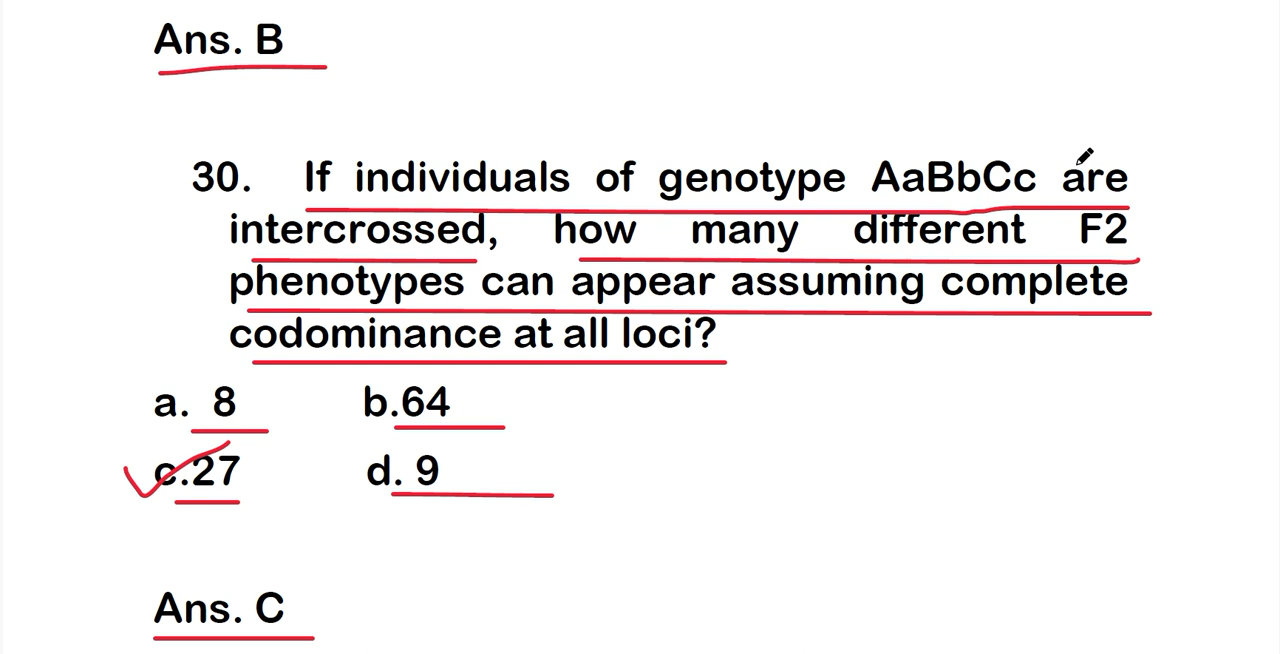 Ans. B
30. If individuals of genotype AaBbCc are
intercrossed, how many different F2
phenotypes can appear assuming complete
codominance at all loci?
a. 8 b.64
c.27 d. 9
Ans. C